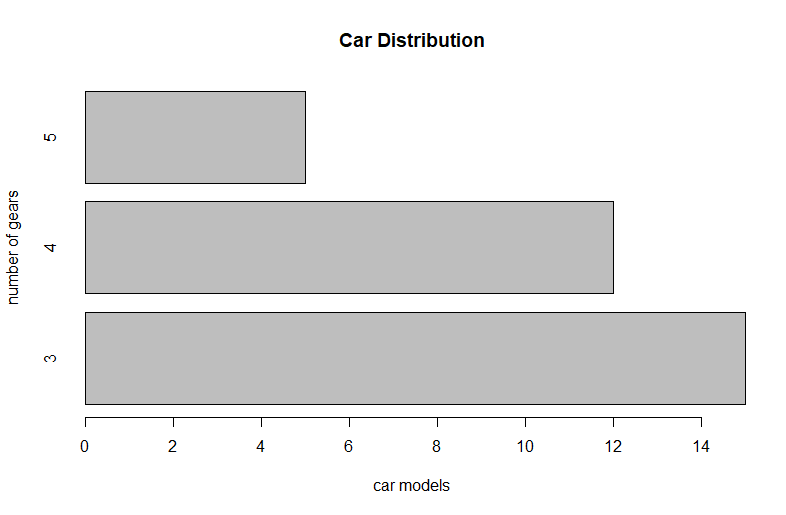 Car Distribution
number of gears
5
4
3
0 2 4 6 8 10 12 14
car models